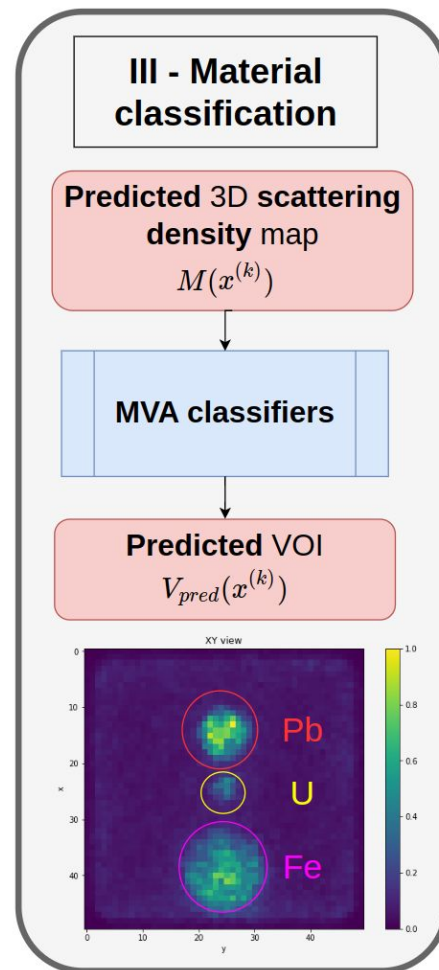 III - Material
classification
Predicted 3D scattering
density map
M(x^{(k)})
MVA classifiers
Predicted VOI
V_{pred}(x^{(k)})
XY view
0
10
20
30
40
x
0
10
20
30
40
y
Pb
U
Fe
1.0
0.8
0.6
0.4
0.2
0.0